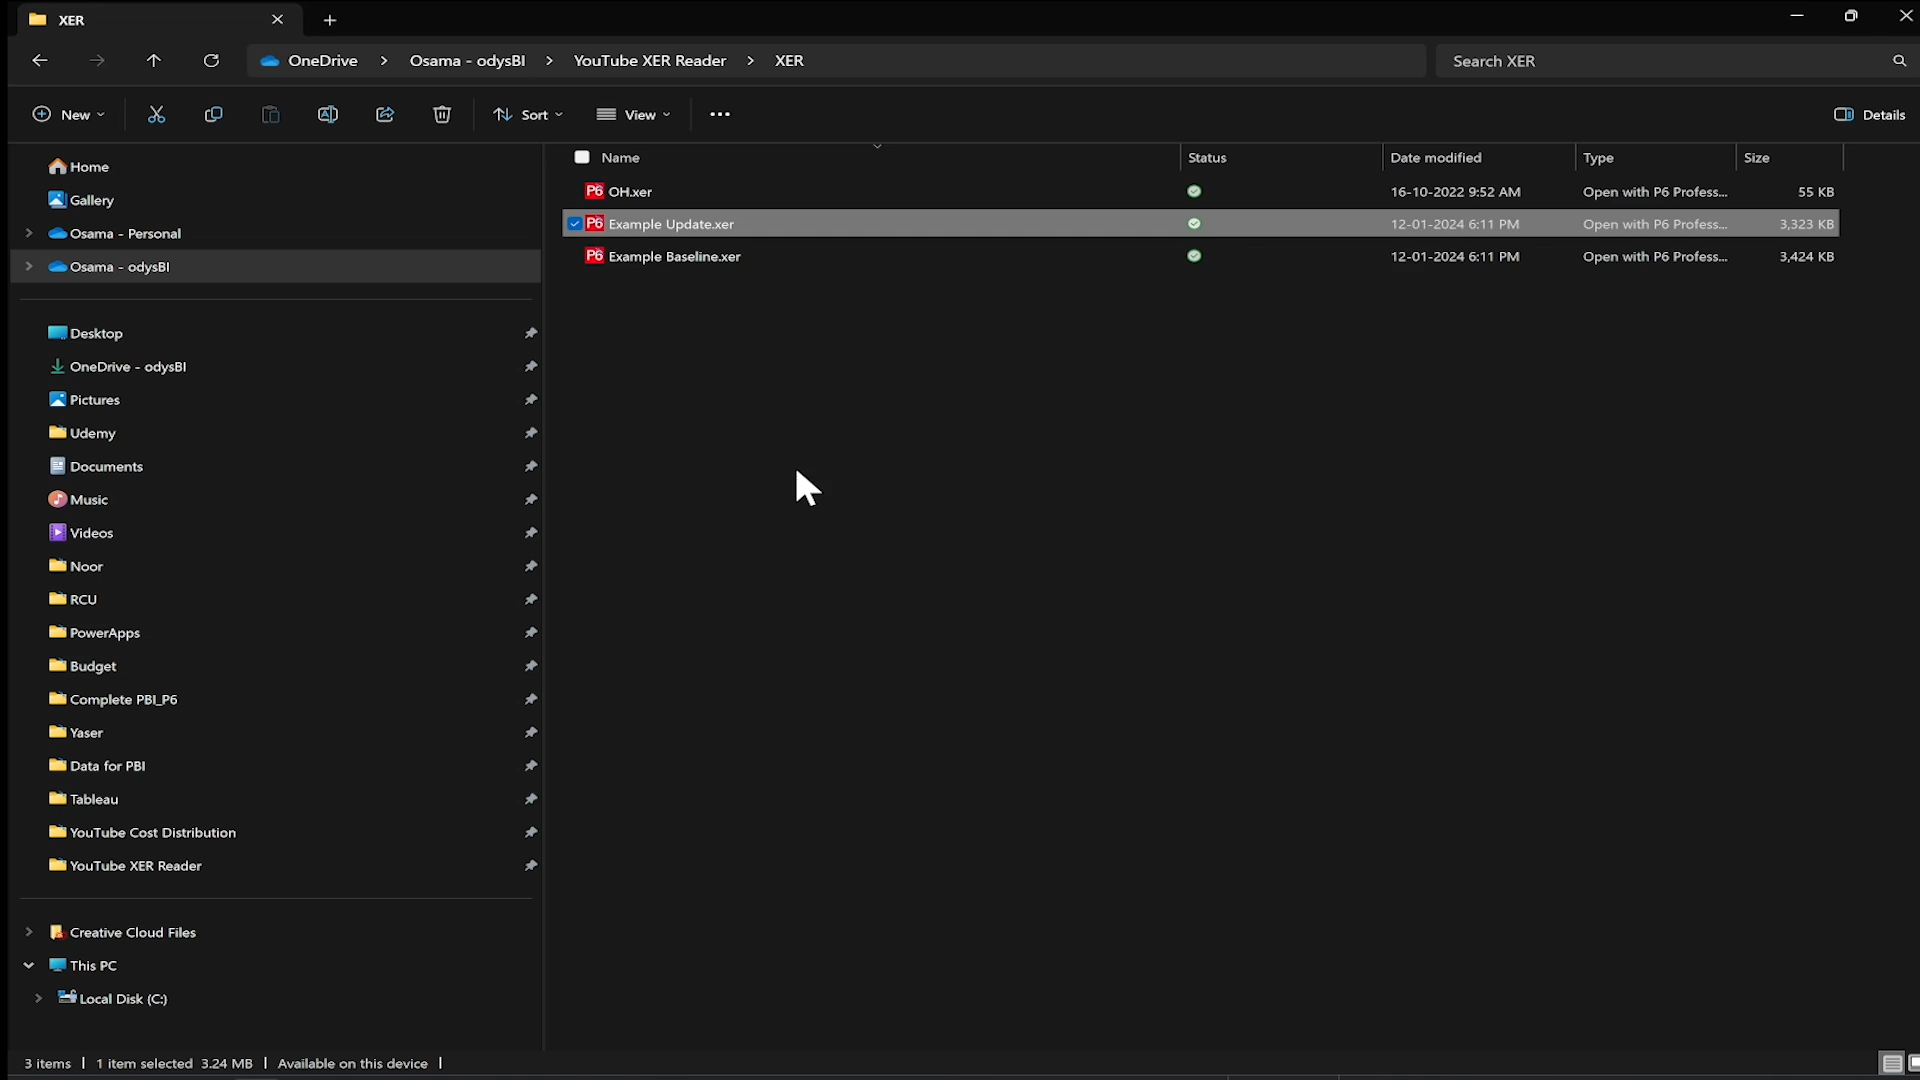 XER
OneDrive > Osama - odysBI > YouTube XER Reader > XER
Search XER
New
Sort
View
Details
Home
Gallery
Osama - Personal
Osama - odysBI
Desktop
OneDrive - odysBI
Pictures
Udemy
Documents
Music
Videos
Noor
RCU
PowerApps
Budget
Complete PBI_P6
Yaser
Data for PBI
Tableau
YouTube Cost Distribution
YouTube XER Reader
Creative Cloud Files
This PC
Local Disk (C:)
Name Status Date modified Type Size
P6 OH.xer 16-10-2022 9:52 AM Open with P6 Profess... 55 KB
P6 Example Update.xer 12-01-2024 6:11 PM Open with P6 Profess... 3,323 KB
P6 Example Baseline.xer 12-01-2024 6:11 PM Open with P6 Profess... 3,424 KB
3 items | 1 item selected 3.24 MB | Available on this device |